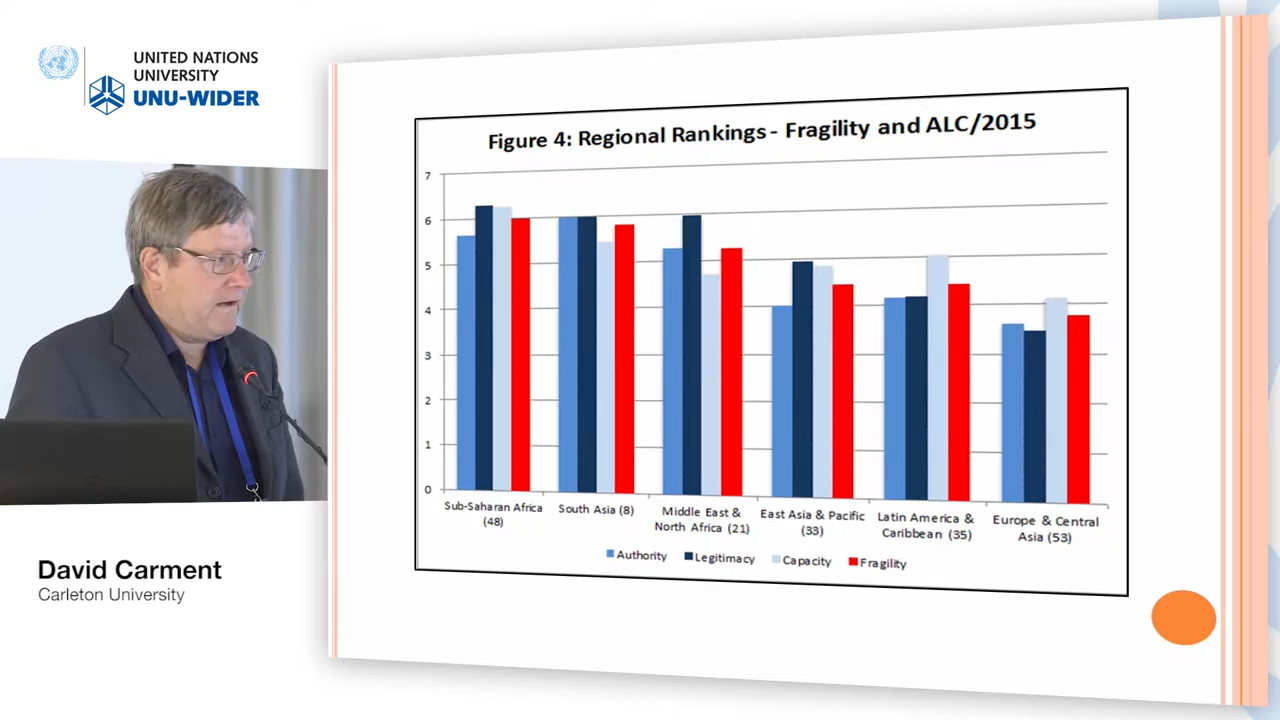 UNITED NATIONS
UNIVERSITY
UNU-WIDER
Figure 4: Regional Rankings - Fragility and ALC/2015
7
6
5
4
3
2
1
0
Sub-Saharan Africa
(48)
South Asia (8)
Middle East &
North Africa (21)
East Asia & Pacific
(33)
Latin America &
Caribbean (35)
Europe & Central
Asia (53)
Authority
Legitimacy
Capacity
Fragility
David Carment
Carleton University